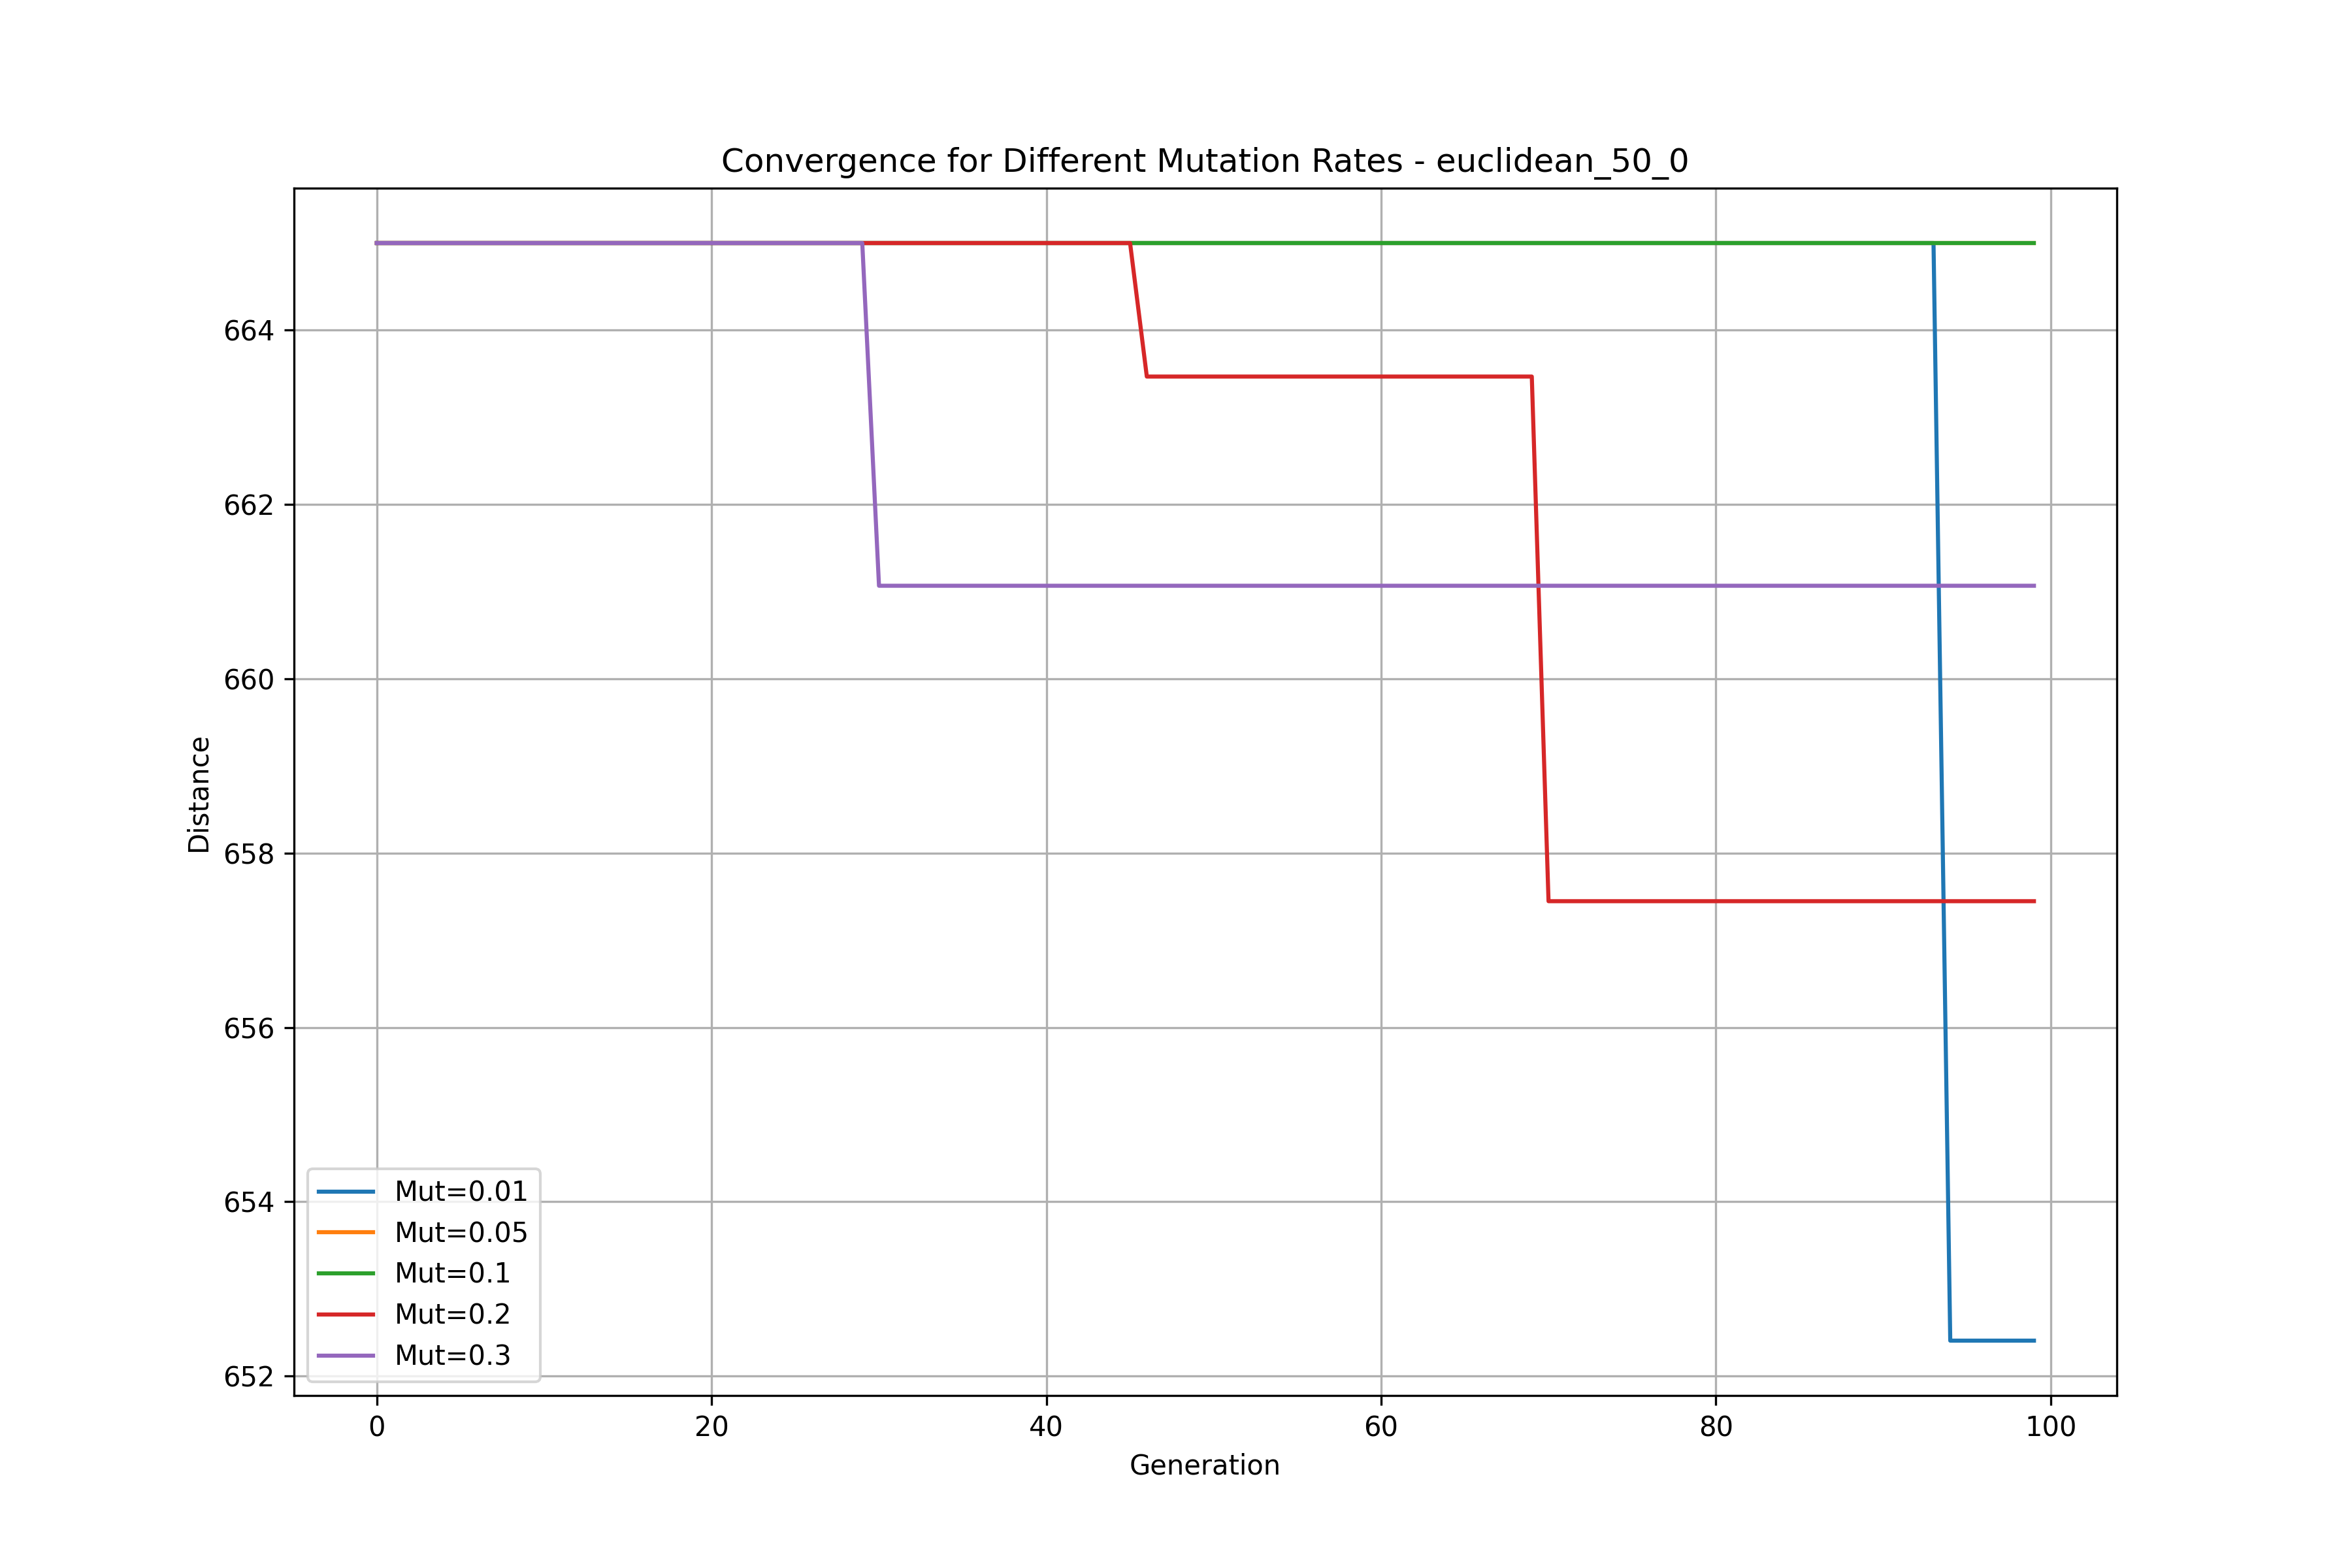 Convergence for Different Mutation Rates - euclidean_50_0
664
662
660
658
656
654
652
Distance
Mut=0.01
Mut=0.05
Mut=0.1
Mut=0.2
Mut=0.3
0 20 40 60 80 100
Generation